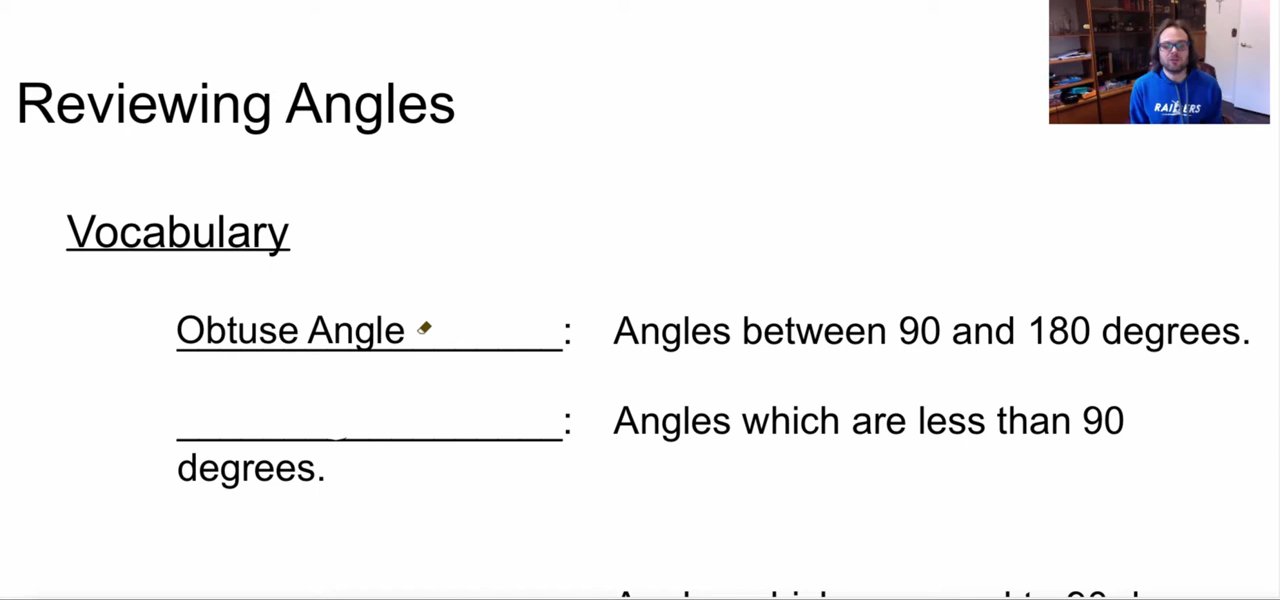 Reviewing Angles
RAIDERS
Vocabulary
Obtuse Angle : Angles between 90 and 180 degrees.
: Angles which are less than 90
degrees.